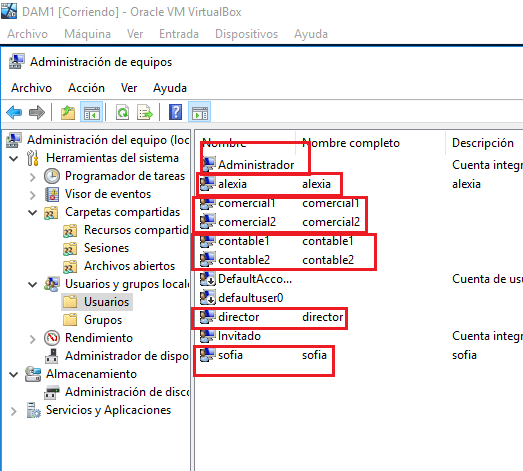 DAM1 [Corriendo] - Oracle VM VirtualBox
Archivo Máquina Ver Entrada Dispositivos Ayuda
Administración de equipos
Archivo Acción Ver Ayuda
Administración del equipo (loc
Herramientas del sistema
Programador de tareas
Visor de eventos
Carpetas compartidas
Recursos compartid
Sesiones
Archivos abiertos
Usuarios y grupos locale
Usuarios
Grupos
Rendimiento
Administrador de dispo
Almacenamiento
Administración de disco
Servicios y Aplicaciones
Nombre Nombre completo Descripción
Administrador Cuenta integr
alexia alexia alexia
comercial1 comercial1
comercial2 comercial2
contable1 contable1
contable2 contable2
DefaultAcco... Cuenta de usu
defaultuser0
director director
Invitado Cuenta integr
sofia sofia sofia